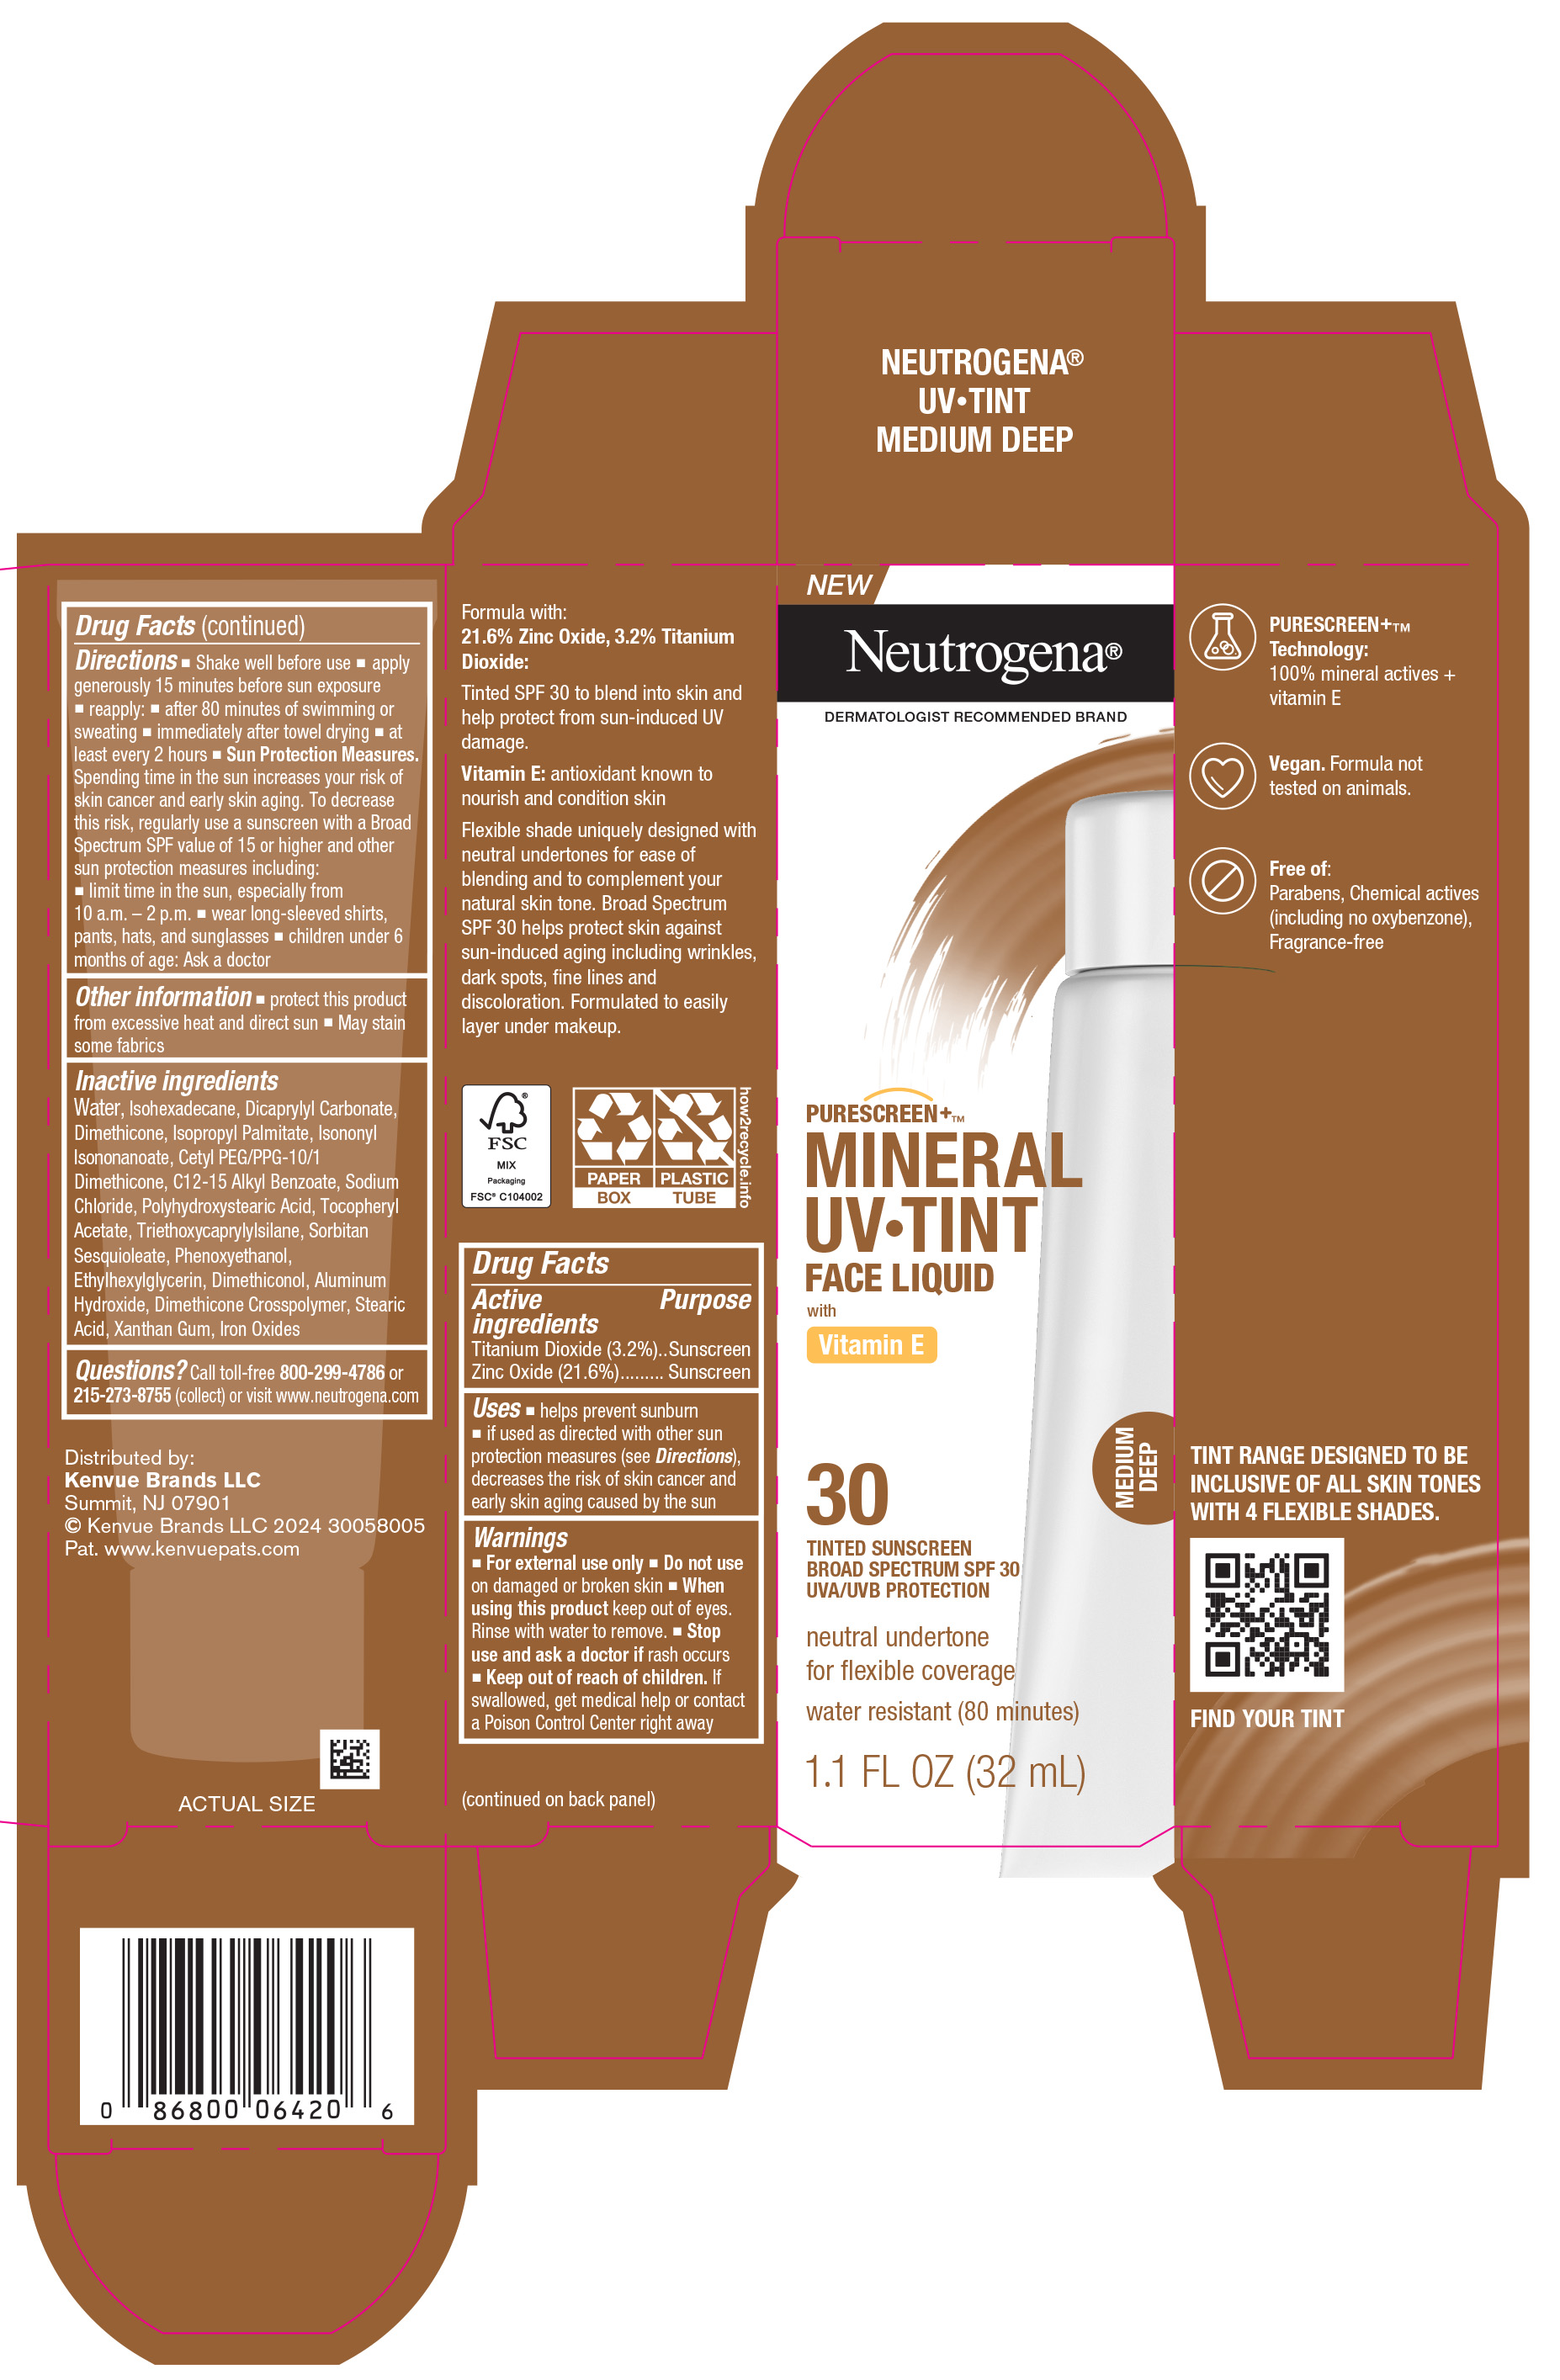 NEUTROGENA®
UV•TINT
MEDIUM DEEP
Drug Facts (continued)
Directions ■ Shake well before use ■ apply
generously 15 minutes before sun exposure
■ reapply: ■ after 80 minutes of swimming or
sweating ■ immediately after towel drying ■ at
least every 2 hours ■ Sun Protection Measures.
Spending time in the sun increases your risk of
skin cancer and early skin aging. To decrease
this risk, regularly use a sunscreen with a Broad
Spectrum SPF value of 15 or higher and other
sun protection measures including:
■ limit time in the sun, especially from
10 a.m. – 2 p.m. ■ wear long-sleeved shirts,
pants, hats, and sunglasses ■ children under 6
months of age: Ask a doctor
Other information ■ protect this product
from excessive heat and direct sun ■ May stain
some fabrics
Inactive ingredients
Water, Isohexadecane, Dicaprylyl Carbonate,
Dimethicone, Isopropyl Palmitate, Isononyl
Isononanoate, Cetyl PEG/PPG-10/1
Dimethicone, C12-15 Alkyl Benzoate, Sodium
Chloride, Polyhydroxystearic Acid, Tocopheryl
Acetate, Triethoxycaprylylsilane, Sorbitan
Sesquioleate, Phenoxyethanol,
Ethylhexylglycerin, Dimethiconol, Aluminum
Hydroxide, Dimethicone Crosspolymer, Stearic
Acid, Xanthan Gum, Iron Oxides
Questions? Call toll-free 800-299-4786 or
215-273-8755 (collect) or visit www.neutrogena.com
Distributed by:
Kenvue Brands LLC
Summit, NJ 07901
© Kenvue Brands LLC 2024 30058005
Pat. www.kenvuepats.com
ACTUAL SIZE
0 86800 06420 6
Formula with:
21.6% Zinc Oxide, 3.2% Titanium
Dioxide:
Tinted SPF 30 to blend into skin and
help protect from sun-induced UV
damage.
Vitamin E: antioxidant known to
nourish and condition skin
Flexible shade uniquely designed with
neutral undertones for ease of
blending and to complement your
natural skin tone. Broad Spectrum
SPF 30 helps protect skin against
sun-induced aging including wrinkles,
dark spots, fine lines and
discoloration. Formulated to easily
layer under makeup.
®
FSC
MIX
Packaging
FSC® C104002
PAPER
BOX
PLASTIC
TUBE
how2recycle.info
Drug Facts
Active Purpose
ingredients
Titanium Dioxide (3.2%)..Sunscreen
Zinc Oxide (21.6%)......... Sunscreen
Uses ■ helps prevent sunburn
■ if used as directed with other sun
protection measures (see Directions),
decreases the risk of skin cancer and
early skin aging caused by the sun
Warnings
■ For external use only ■ Do not use
on damaged or broken skin ■ When
using this product keep out of eyes.
Rinse with water to remove. ■ Stop
use and ask a doctor if rash occurs
■ Keep out of reach of children. If
swallowed, get medical help or contact
a Poison Control Center right away
(continued on back panel)
NEW
Neutrogena®
DERMATOLOGIST RECOMMENDED BRAND
PURESCREEN+™
MINERAL
UV•TINT
FACE LIQUID
with
Vitamin E
MEDIUM
DEEP
30
TINTED SUNSCREEN
BROAD SPECTRUM SPF 30
UVA/UVB PROTECTION
neutral undertone
for flexible coverage
water resistant (80 minutes)
1.1 FL OZ (32 mL)
PURESCREEN+™
Technology:
100% mineral actives +
vitamin E
Vegan. Formula not
tested on animals.
Free of:
Parabens, Chemical actives
(including no oxybenzone),
Fragrance-free
TINT RANGE DESIGNED TO BE
INCLUSIVE OF ALL SKIN TONES
WITH 4 FLEXIBLE SHADES.
FIND YOUR TINT